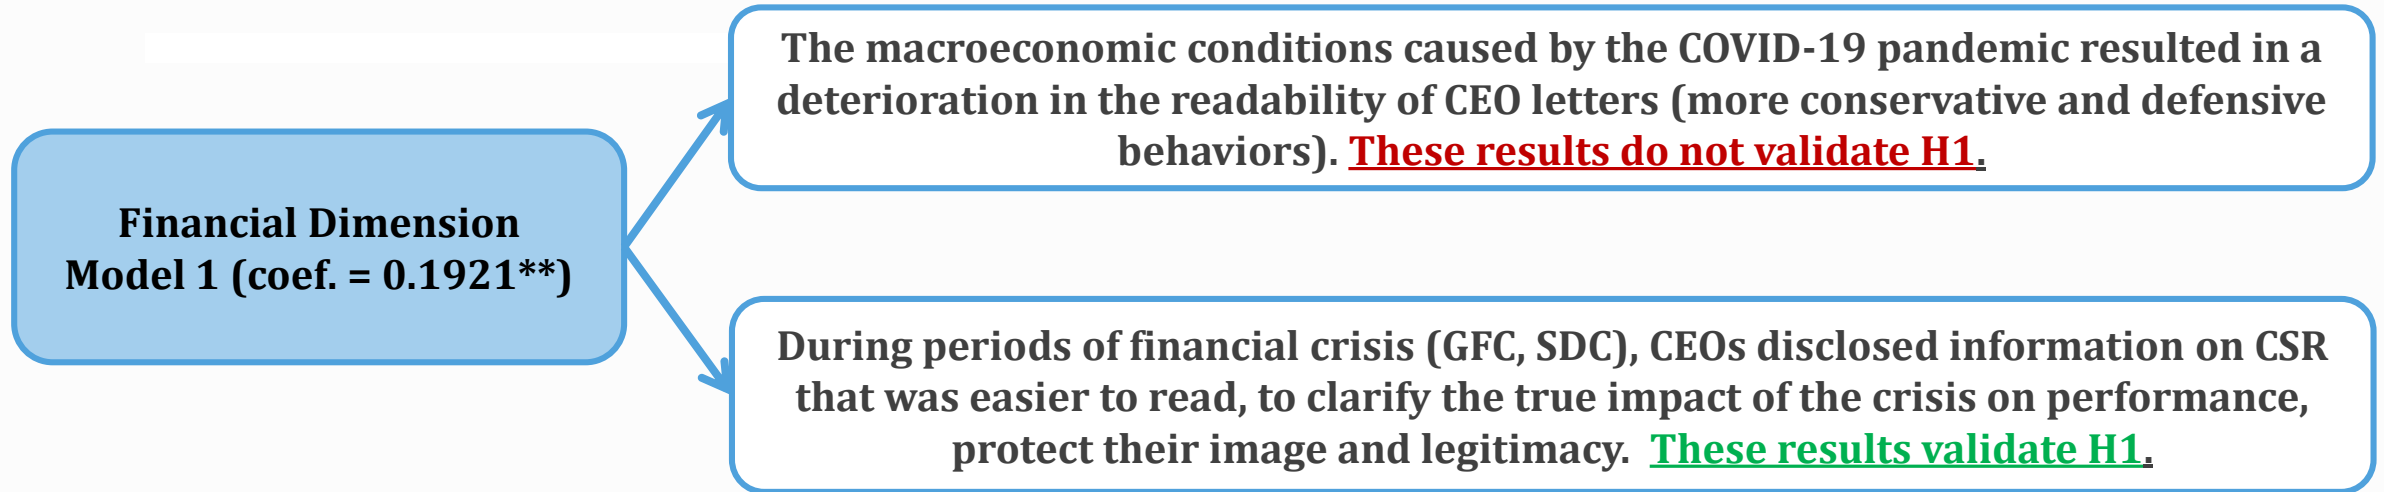 Financial Dimension
Model 1 (coef. = 0.1921**)
The macroeconomic conditions caused by the COVID-19 pandemic resulted in a
deterioration in the readability of CEO letters (more conservative and defensive
behaviors). These results do not validate H1.
During periods of financial crisis (GFC, SDC), CEOs disclosed information on CSR
that was easier to read, to clarify the true impact of the crisis on performance,
protect their image and legitimacy. These results validate H1.